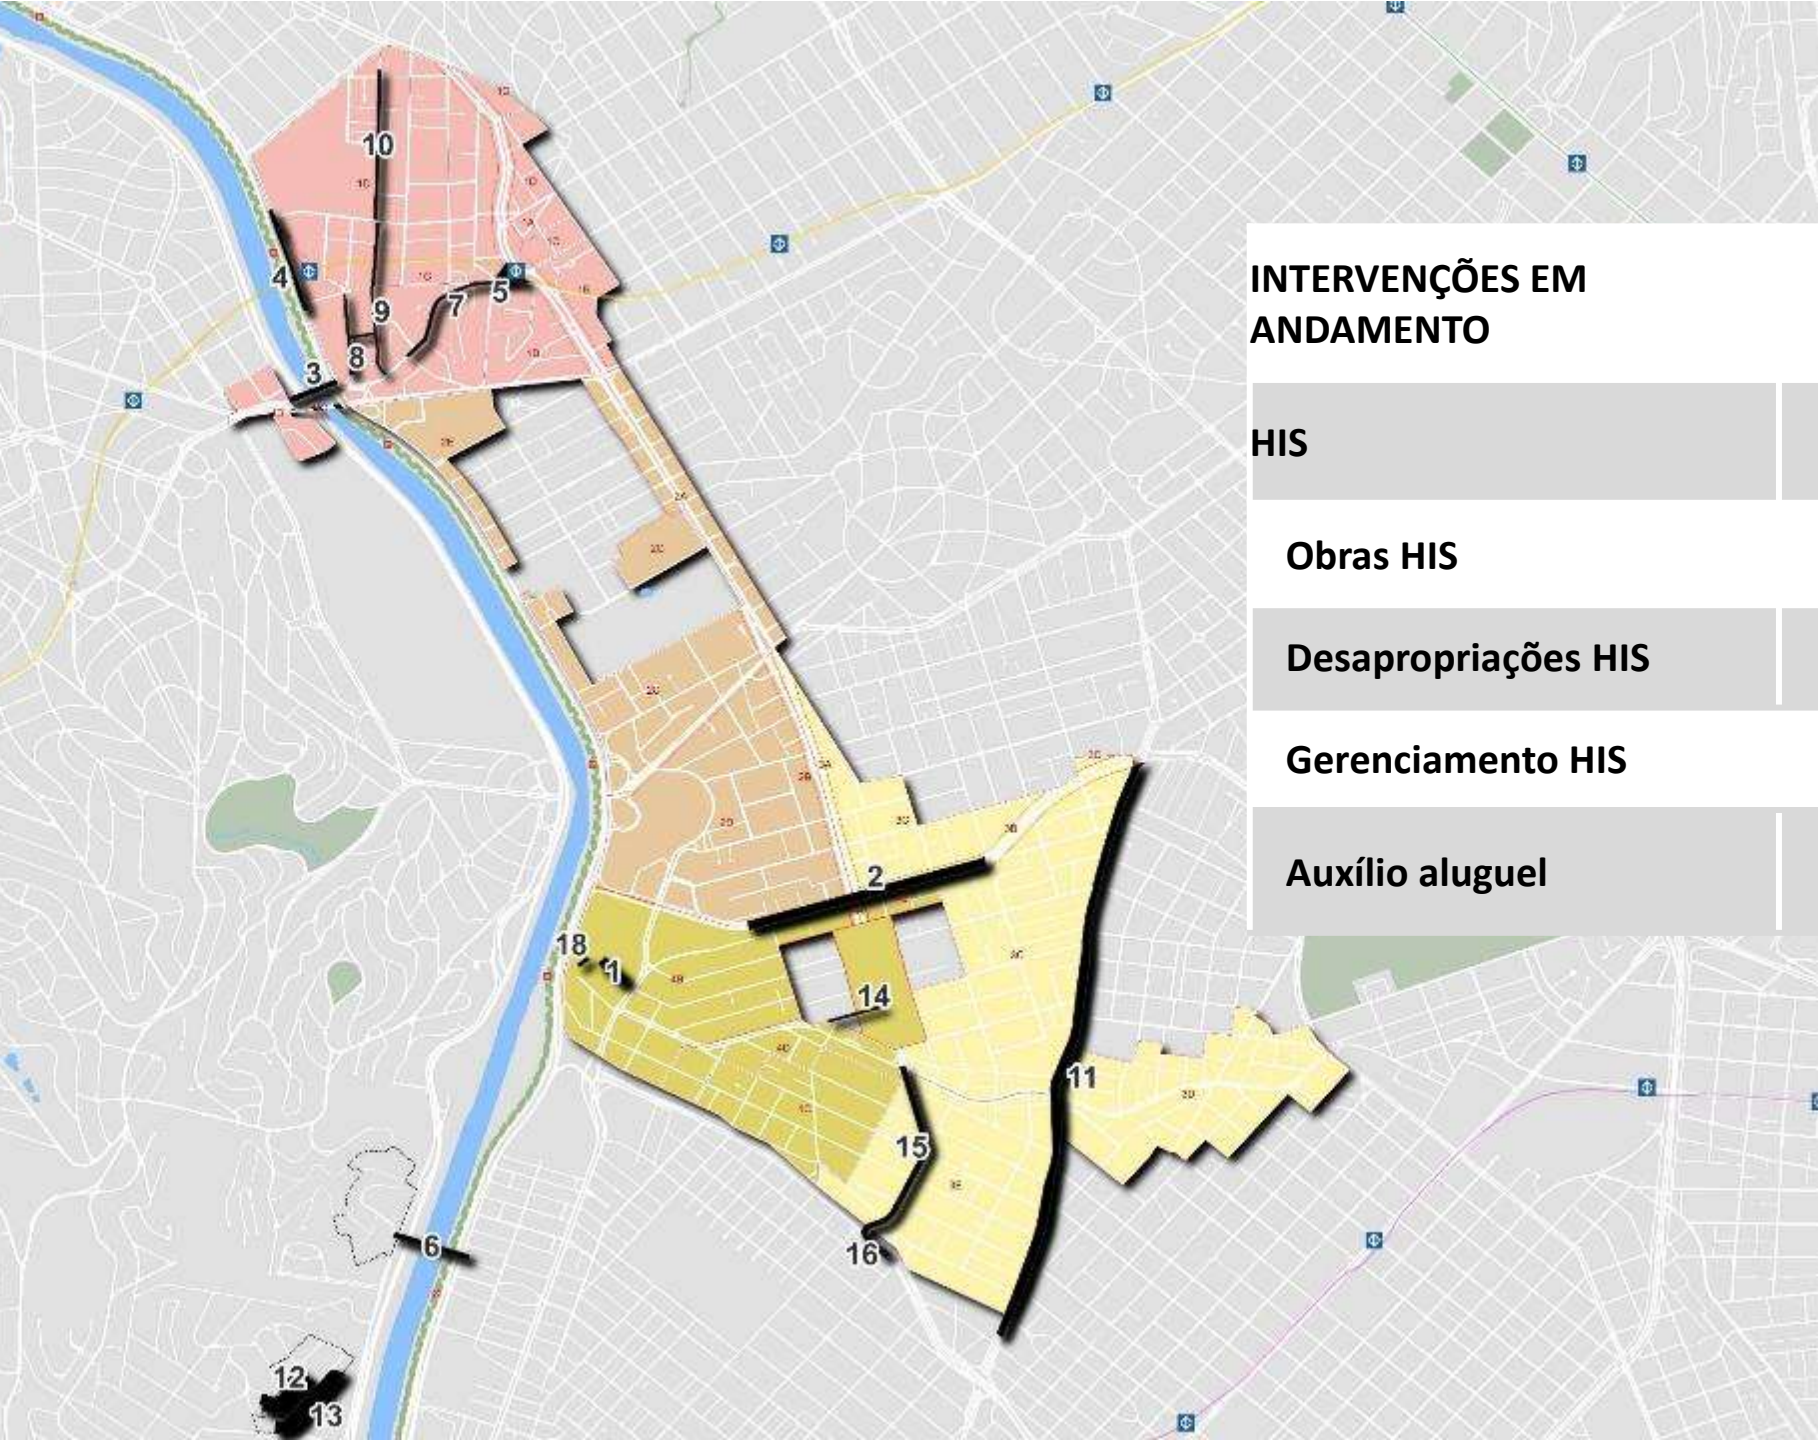 10
4
9
7
5
8
3
2
18
1
14
11
15
16
6
12
13
INTERVENÇÕES EM
ANDAMENTO
HIS
Obras HIS
Desapropriações HIS
Gerenciamento HIS
Auxílio aluguel